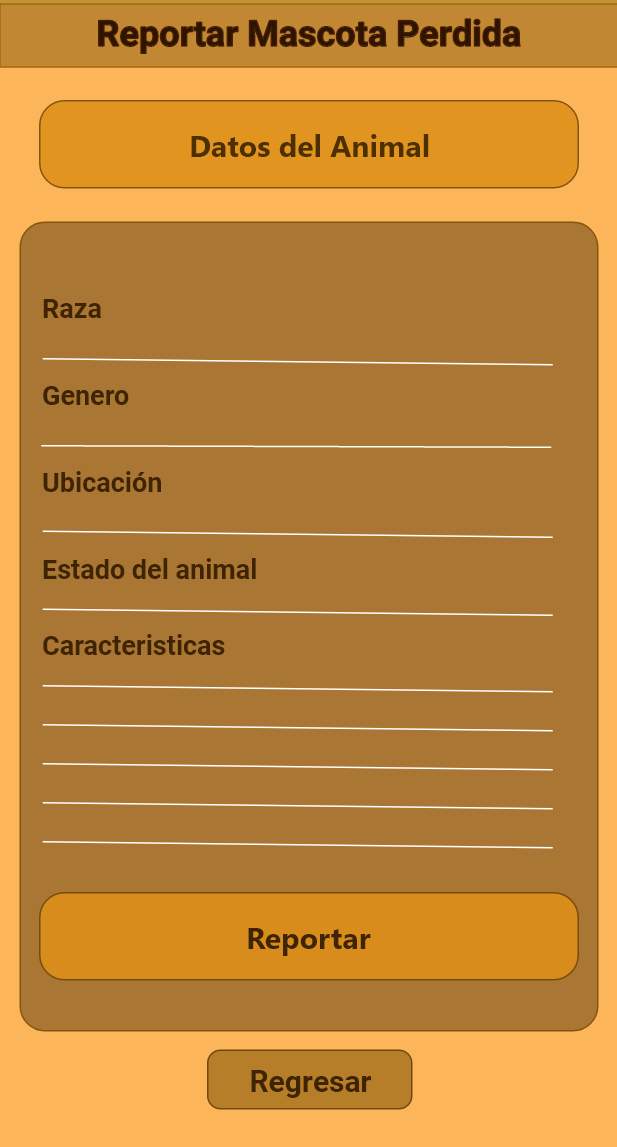 Reportar Mascota Perdida
Datos del Animal
Raza
Genero
Ubicación
Estado del animal
Caracteristicas
Reportar
Regresar